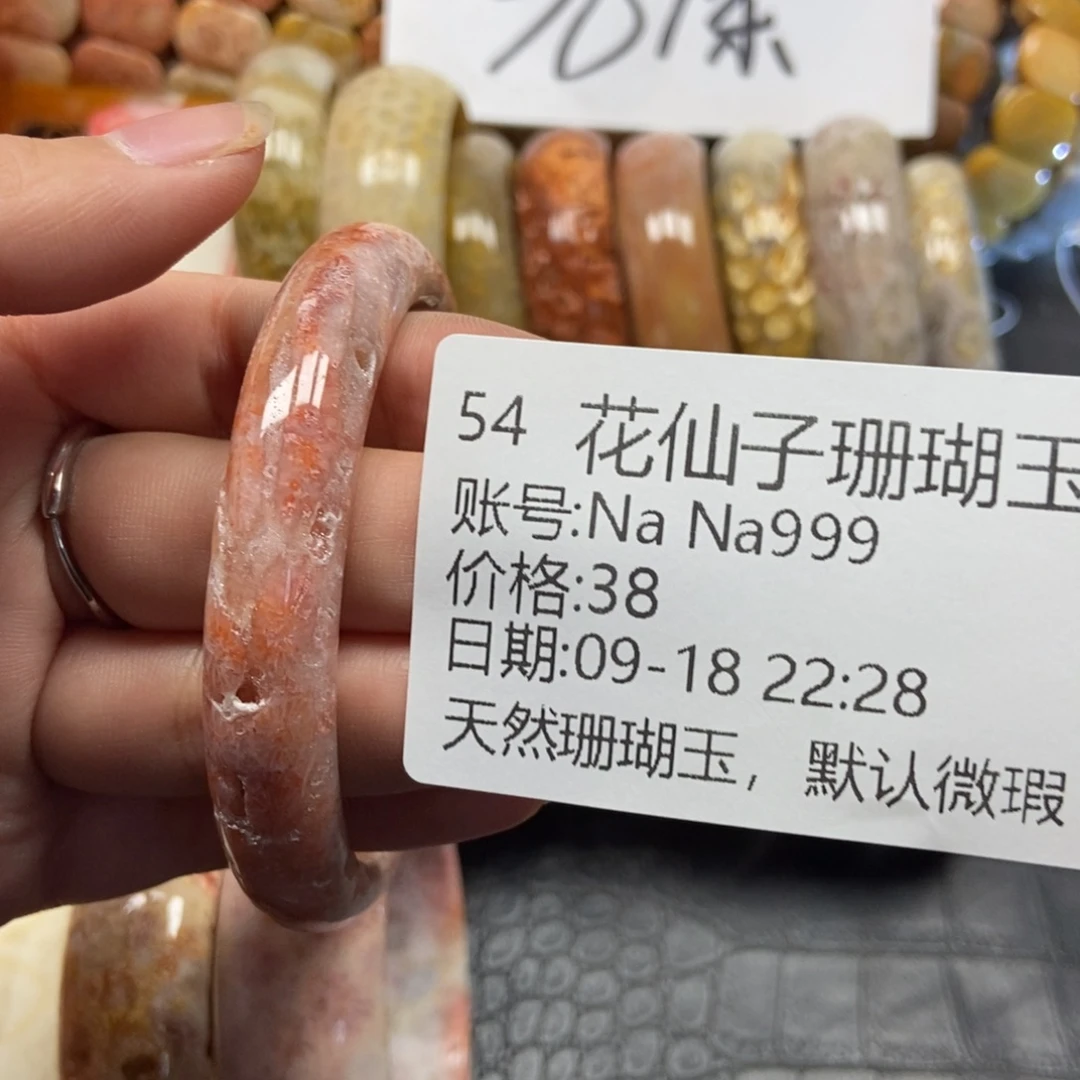 54 花仙子珊瑚玉
账号:Na Na999
价格:38
日期:09-18 22:28
天然珊瑚玉，默认微瑕